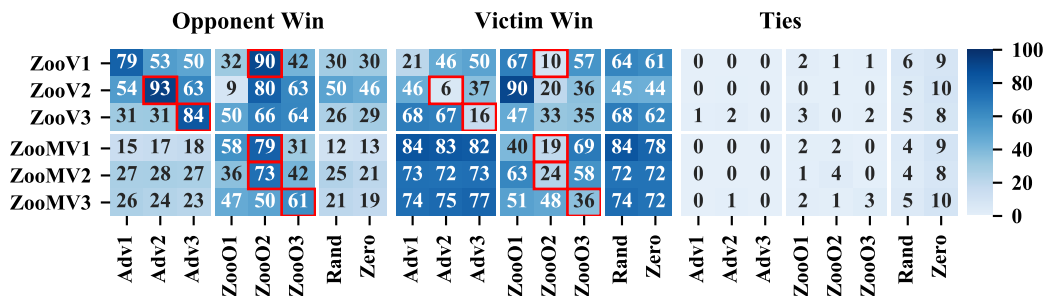 Opponent Win Victim Win Ties
ZooV1 79 53 50 32 90 42 30 30 21 46 50 67 10 57 64 61 0 0 0 2 1 1 6 9 100
ZooV2 54 93 63 9 80 63 50 46 46 6 37 90 20 36 45 44 0 0 0 0 1 0 5 10 80
ZooV3 31 31 84 50 66 64 26 29 68 67 16 47 33 35 68 62 1 2 0 3 0 2 5 8 60
ZooMV1 15 17 18 58 79 31 12 13 84 83 82 40 19 69 84 78 0 0 0 2 2 0 4 9 40
ZooMV2 27 28 27 36 73 42 25 21 73 72 73 63 24 58 72 72 0 0 0 1 4 0 4 8 20
ZooMV3 26 24 23 47 50 61 21 19 74 75 77 51 48 36 74 72 0 1 0 2 1 3 5 10 0
Adv1 Adv2 Adv3 ZooO1 ZooO2 ZooO3 Rand Zero Adv1 Adv2 Adv3 ZooO1 ZooO2 ZooO3 Rand Zero Adv1 Adv2 Adv3 ZooO1 ZooO2 ZooO3 Rand Zero